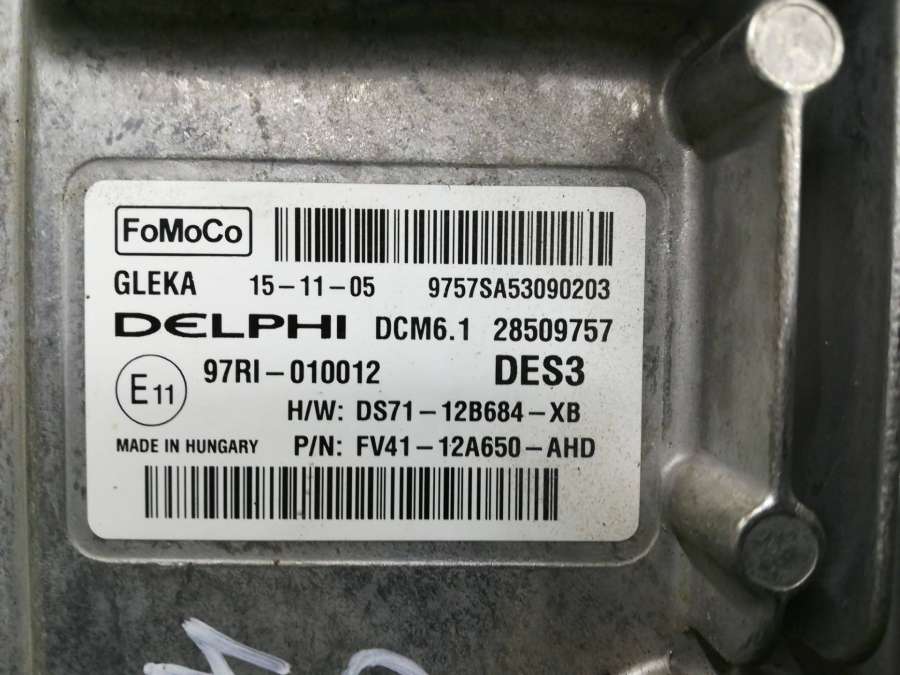 FoMoCo
GLEKA 15-11-05 9757SA53090203
DELPHI DCM6.1 28509757
E11 97RI-010012 DES3
H/W: DS71-12B684-XB
MADE IN HUNGARY P/N: FV41-12A650-AHD